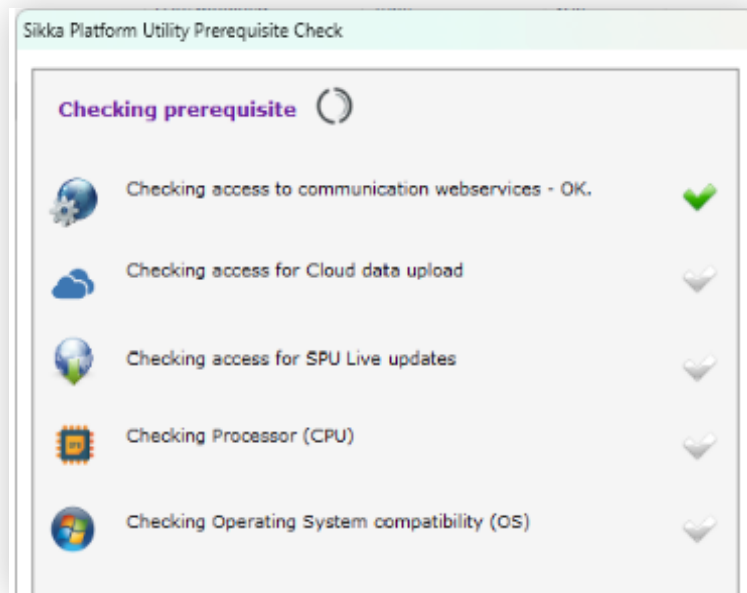 Sikka Platform Utility Prerequisite Check
Checking prerequisite
Checking access to communication webservices - OK.
Checking access for Cloud data upload
Checking access for SPU Live updates
Checking Processor (CPU)
Checking Operating System compatibility (OS)